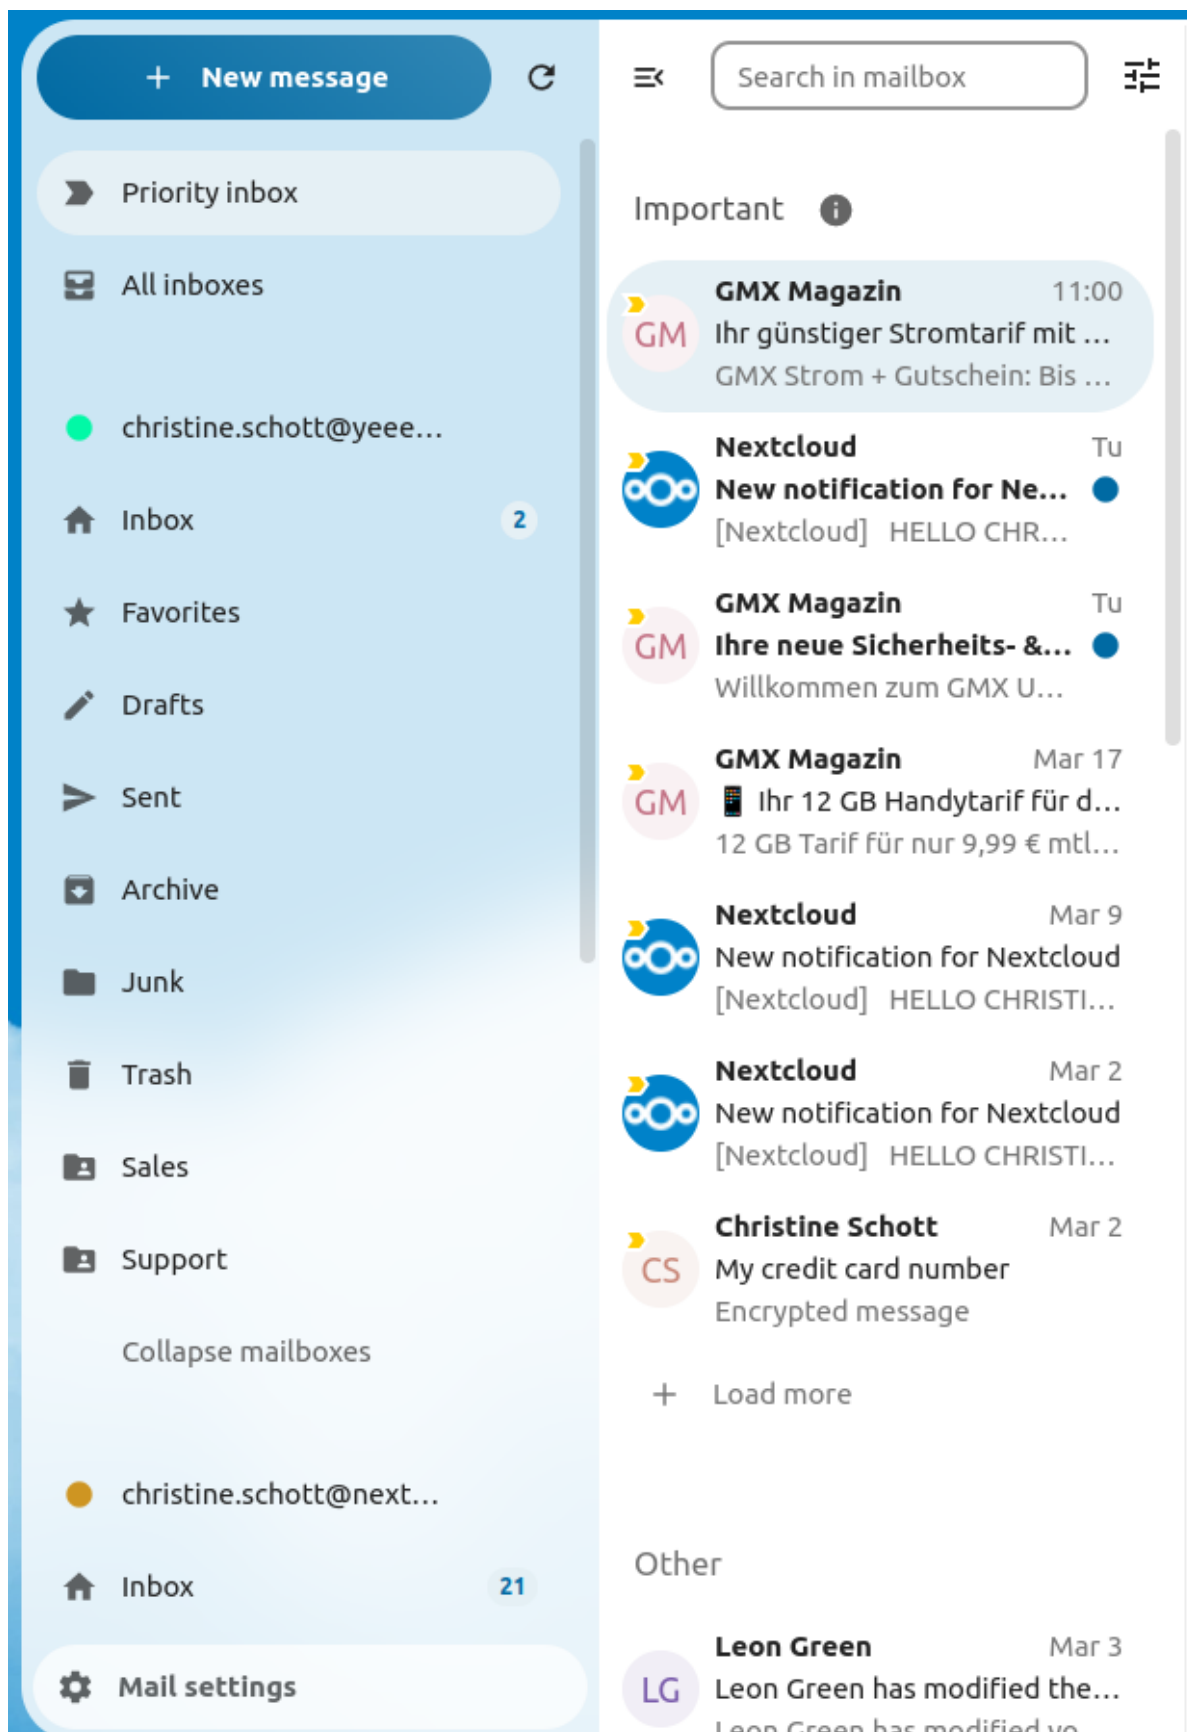 New message
Priority inbox
All inboxes
christine.schott@yeee...
Inbox 2
Favorites
Drafts
Sent
Archive
Junk
Trash
Sales
Support
Collapse mailboxes
christine.schott@next...
Inbox 21
Mail settings
Search in mailbox
Important
GM
GMX Magazin 11:00
Ihr günstiger Stromtarif mit ...
GMX Strom + Gutschein: Bis ...
Nextcloud Tu
New notification for Ne...
[Nextcloud] HELLO CHR...
GM
GMX Magazin Tu
Ihre neue Sicherheits- &...
Willkommen zum GMX U...
GM
GMX Magazin Mar 17
📱 Ihr 12 GB Handytarif für d...
12 GB Tarif für nur 9,99 € mtl...
Nextcloud Mar 9
New notification for Nextcloud
[Nextcloud] HELLO CHRISTI...
Nextcloud Mar 2
New notification for Nextcloud
[Nextcloud] HELLO CHRISTI...
CS
Christine Schott Mar 2
My credit card number
Encrypted message
Load more
Other
LG
Leon Green Mar 3
Leon Green has modified the...
Leon Green has modified yo